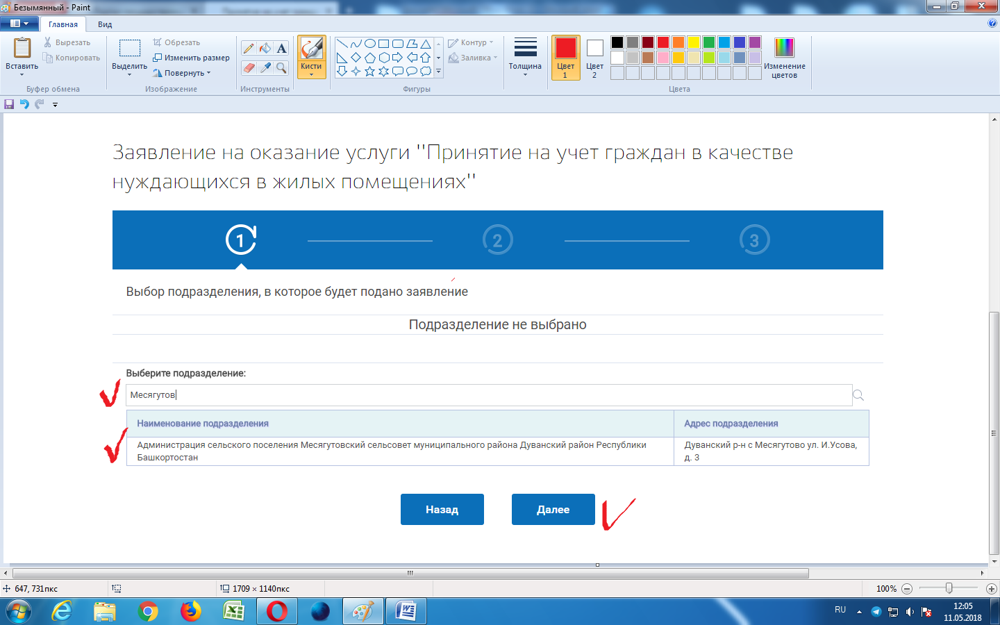 Безымянный - Paint
Главная
Вид
Вставить
Вырезать
Копировать
Буфер обмена
Выделить
Обрезать
Изменить размер
Повернуть
Изображение
A
Инструменты
Кисти
Контур
Заливка
Фигуры
Толщина
Цвет
1
Цвет
2
Изменение
цветов
Цвета
Заявление на оказание услуги "Принятие на учет граждан в качестве
нуждающихся в жилых помещениях"
1
2
3
Выбор подразделения, в которое будет подано заявление
Подразделение не выбрано
Выберите подразделение:
Месягутов
Наименование подразделения
Адрес подразделения
Администрация сельского поселения Месягутовский сельсовет муниципального района Дуванский район Республики
Башкортостан
Дуванский р-н с Месягутово ул. И.Усова,
д. 3
Назад
Далее
647, 731пкс
1709 × 1140пкс
100%
RU
12:05
11.05.2018